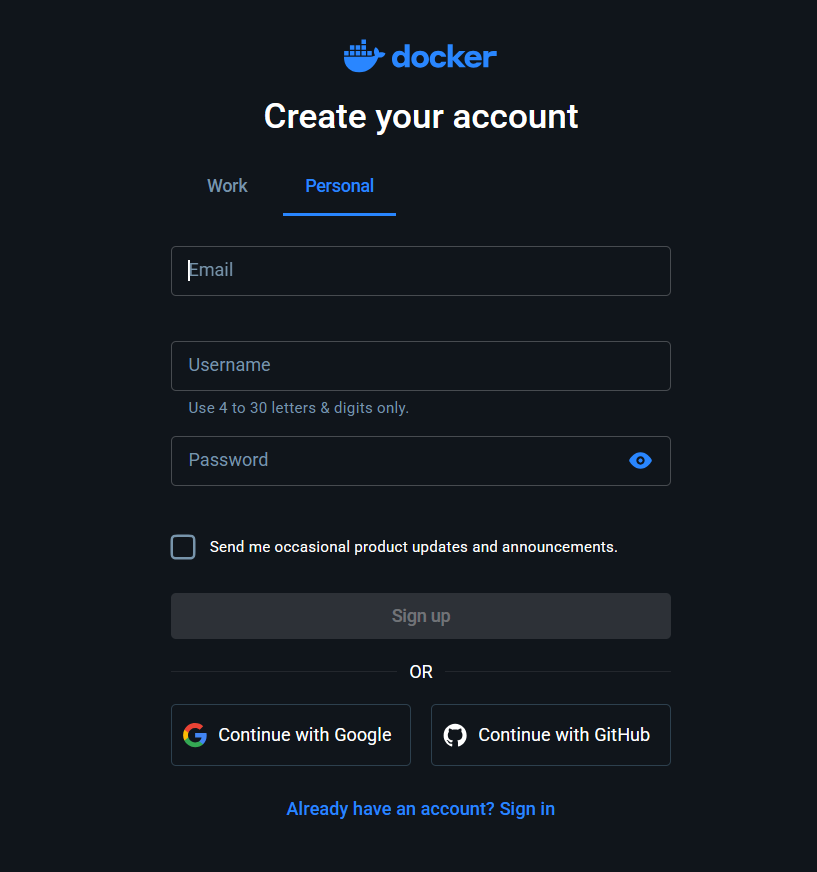 docker
Create your account
Work Personal
Email
Username
Use 4 to 30 letters & digits only.
Password
Send me occasional product updates and announcements.
Sign up
OR
Continue with Google Continue with GitHub
Already have an account? Sign in